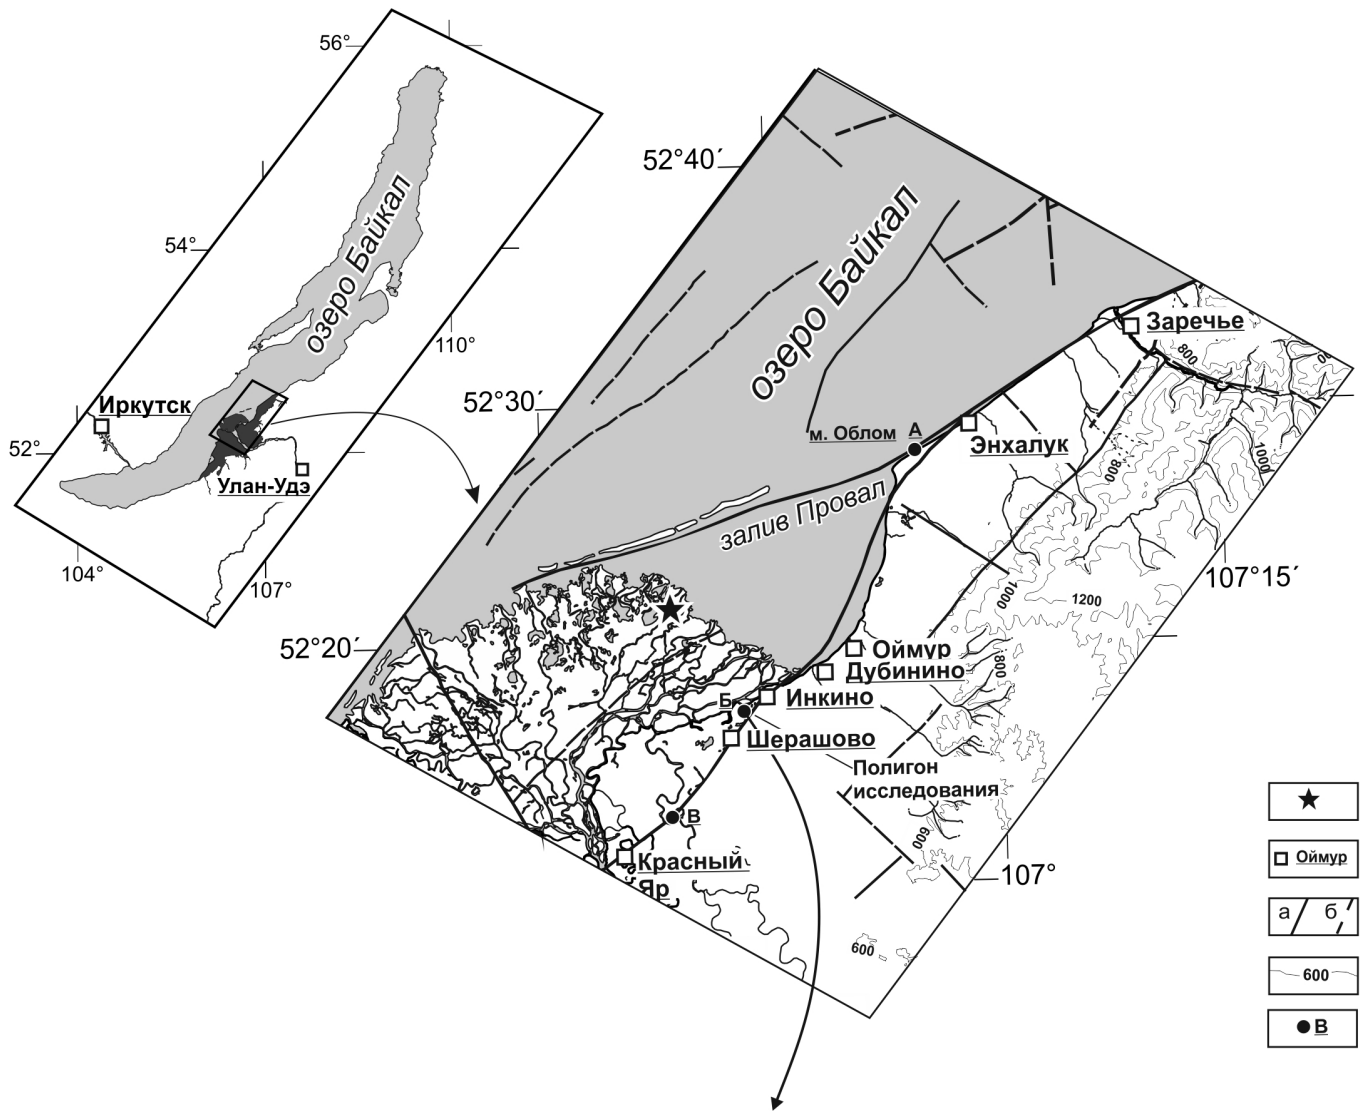 56°
54°
52°
104°
107°
110°
озеро Байкал
Иркутск
Улан-Удэ
52°40´
52°30´
52°20´
107°15´
107°
озеро Байкал
Заречье
800
1000
800
м. Облом
А
Энхалук
залив Провал
1000
1200
Оймур
Дубинино
800
Инкино
Б
Шерашово
Полигон
исследования
В
600
Красный
Яр
600
Оймур
а
б
600
В